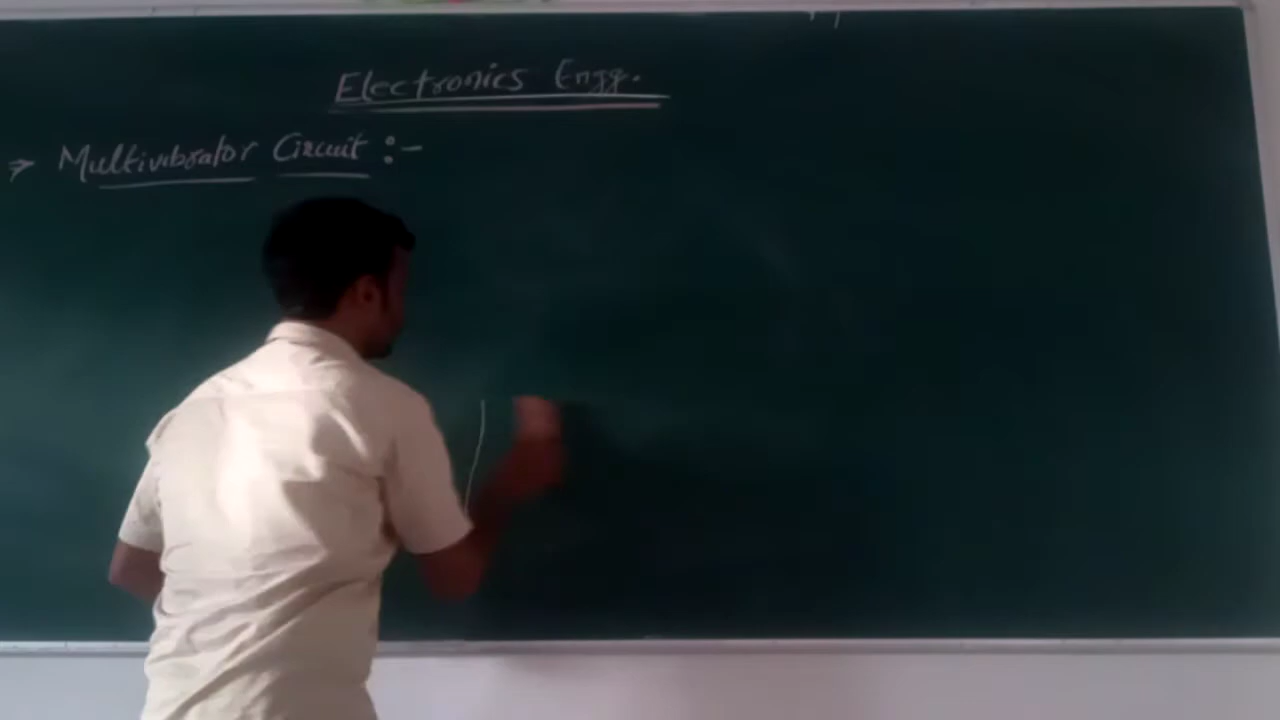 Electronics Engg.
⇒ Multivibrator Circuit :-